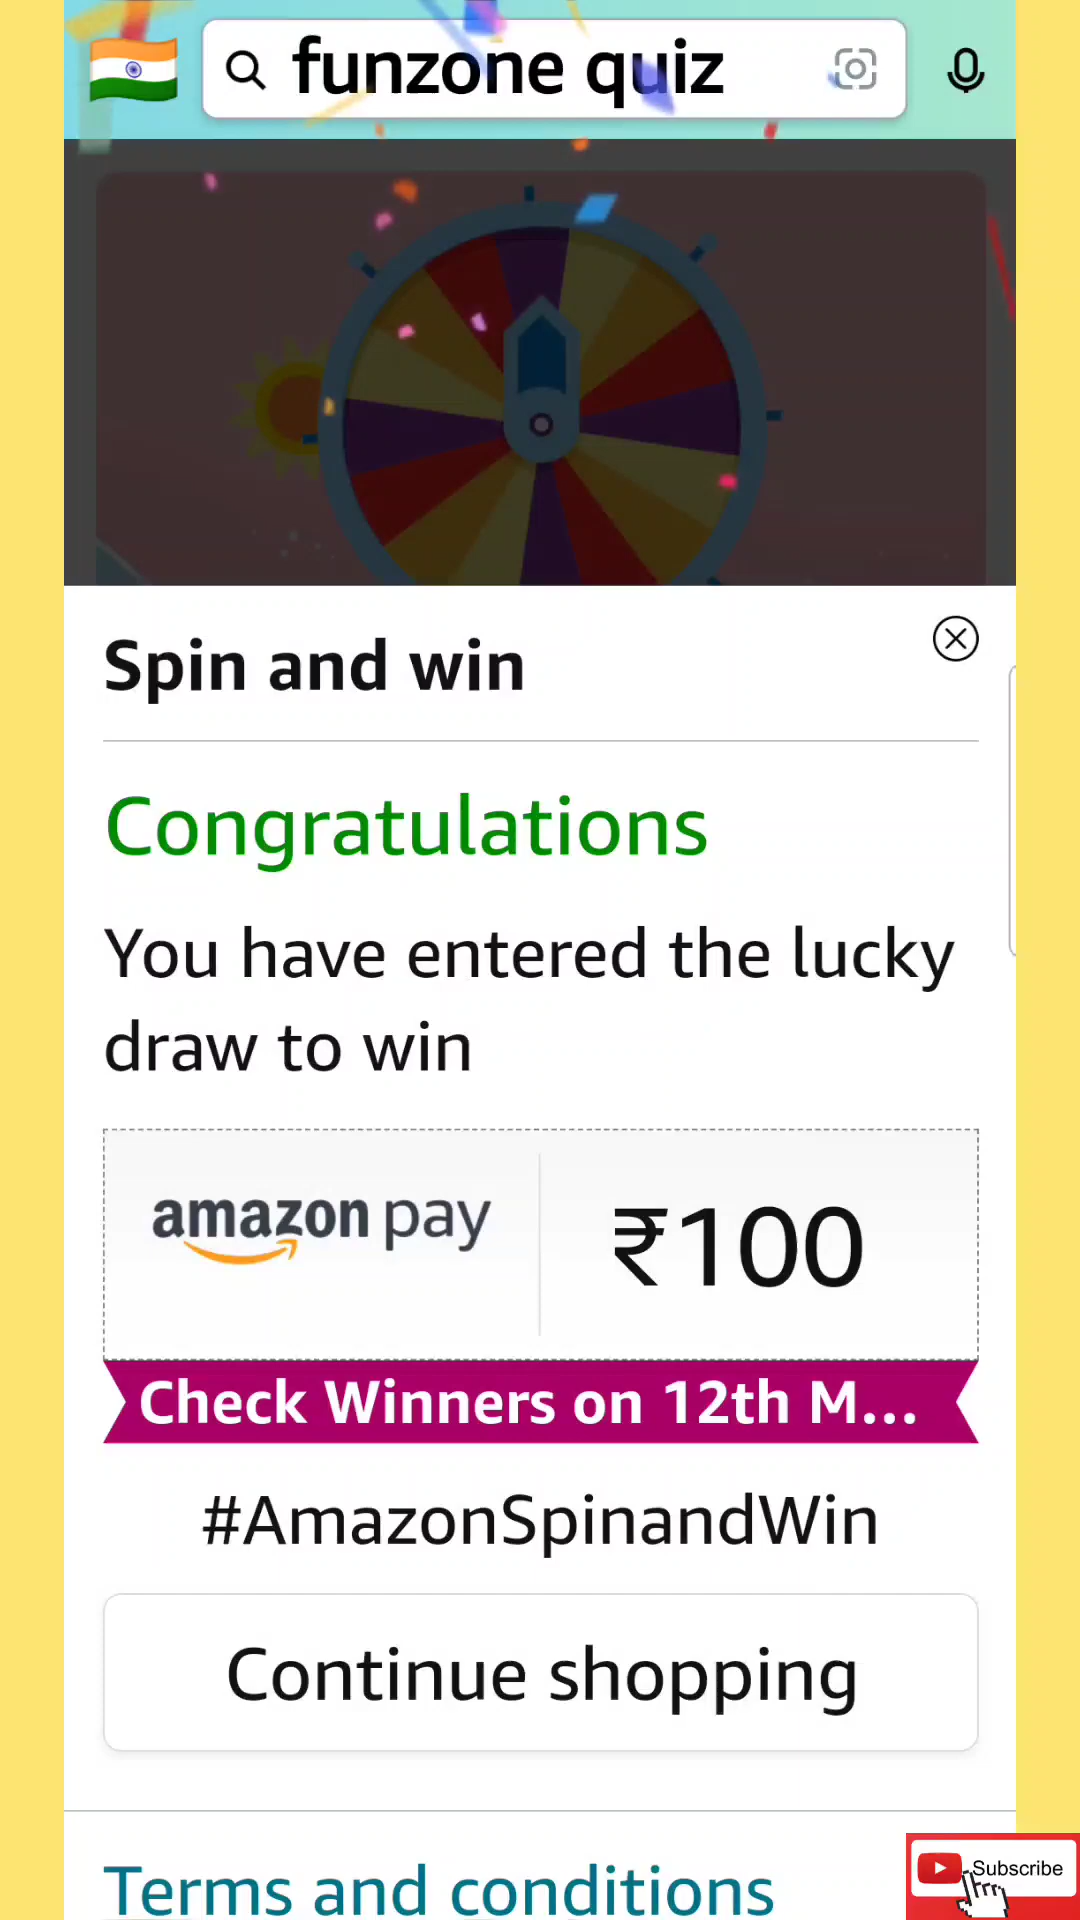 funzone quiz
Spin and win
Congratulations
You have entered the lucky
draw to win
amazon pay
₹100
Check Winners on 12th M...
#AmazonSpinandWin
Continue shopping
Terms and conditions
Subscribe